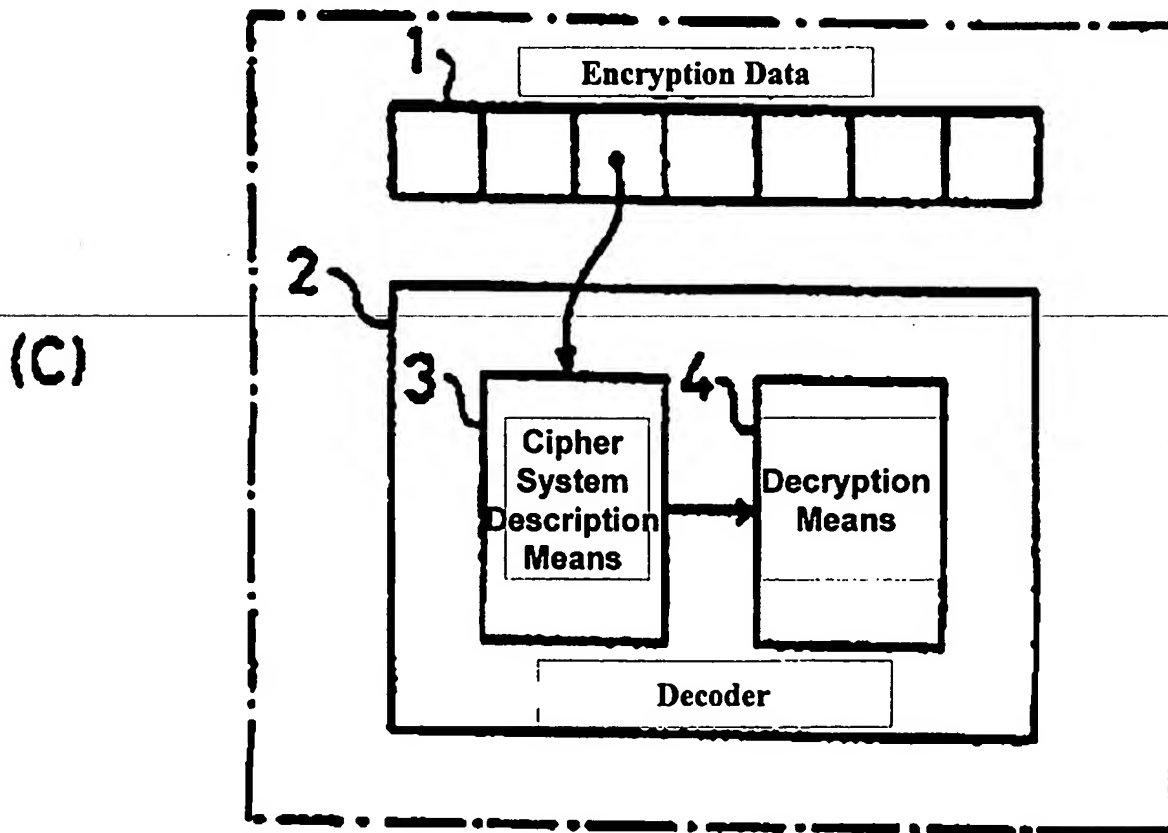 1
Encryption Data
2
(C)
3
4
Cipher
System
Description
Means
Decryption
Means
Decoder